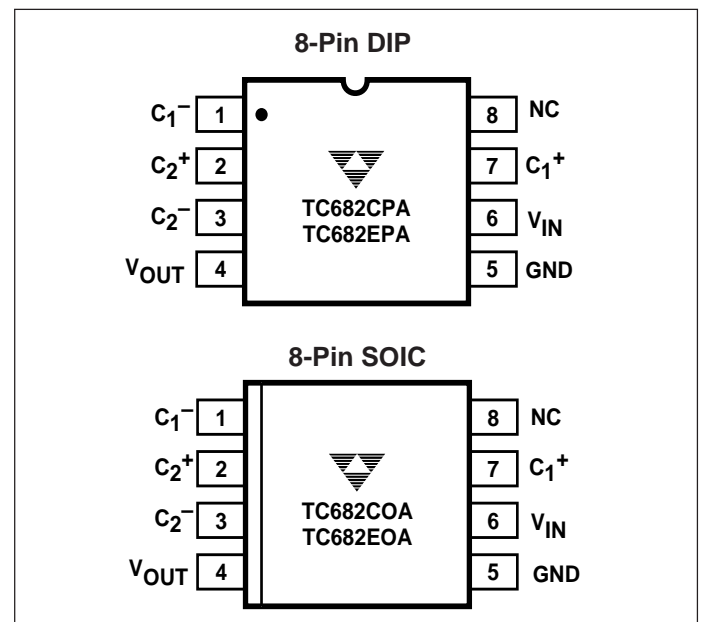 8-Pin DIP
C1– 1 8 NC
C2+ 2 7 C1+
C2– 3 6 VIN
VOUT 4 5 GND
TC682CPA
TC682EPA
8-Pin SOIC
C1– 1 8 NC
C2+ 2 7 C1+
C2– 3 6 VIN
VOUT 4 5 GND
TC682COA
TC682EOA